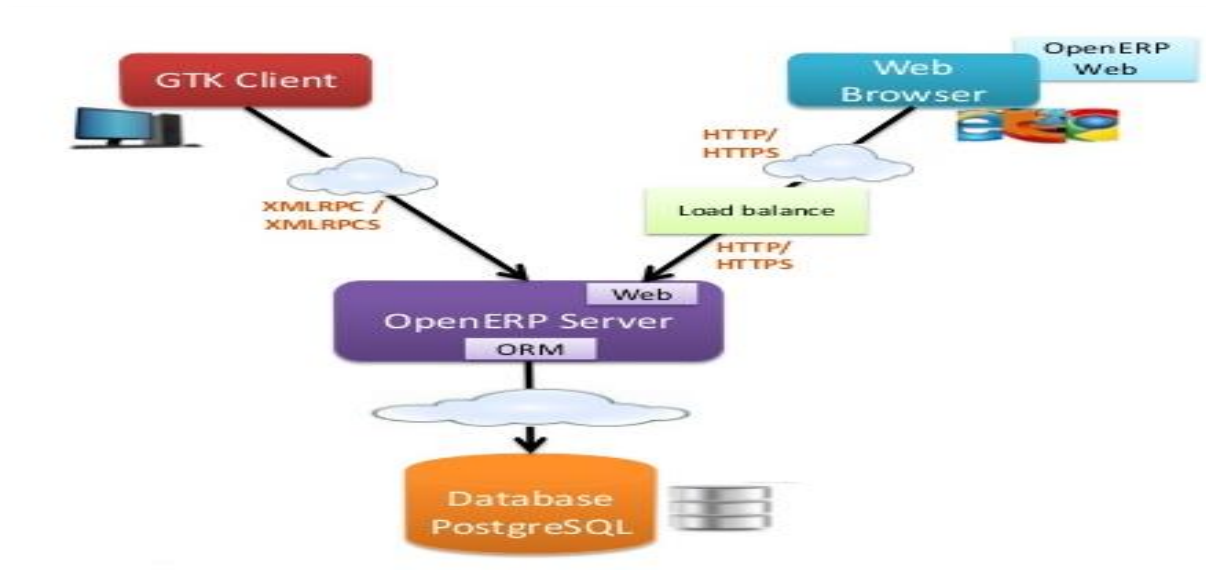 GTK Client
OpenERP
Web
Web
Browser
HTTP/
HTTPS
XMLRPC /
XMLRPCS
Load balance
HTTP/
HTTPS
Web
OpenERP Server
ORM
Database
PostgreSQL